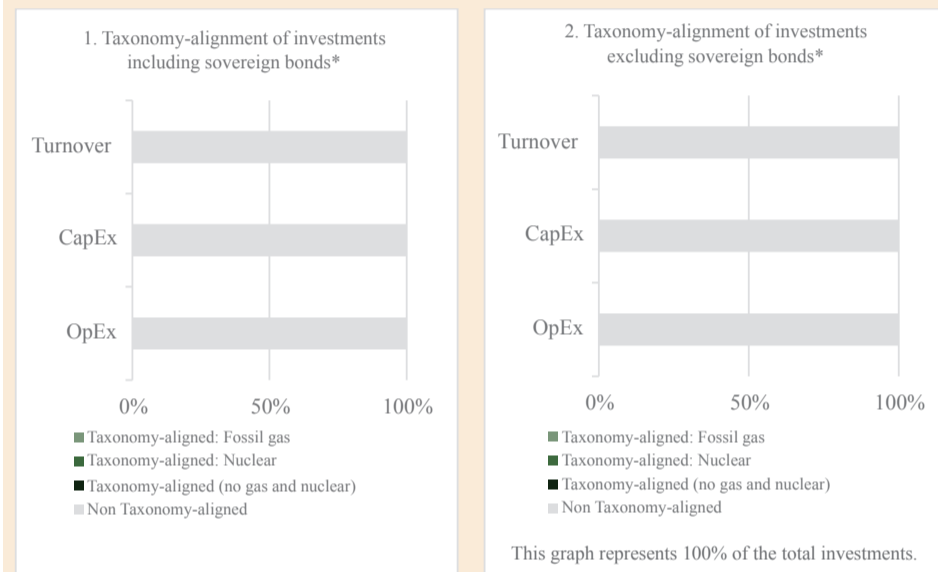 1. Taxonomy-alignment of investments
including sovereign bonds*
Turnover
CapEx
OpEx
0% 50% 100%
Taxonomy-aligned: Fossil gas
Taxonomy-aligned: Nuclear
Taxonomy-aligned (no gas and nuclear)
Non Taxonomy-aligned
2. Taxonomy-alignment of investments
excluding sovereign bonds*
Turnover
CapEx
OpEx
0% 50% 100%
Taxonomy-aligned: Fossil gas
Taxonomy-aligned: Nuclear
Taxonomy-aligned (no gas and nuclear)
Non Taxonomy-aligned
This graph represents 100% of the total investments.